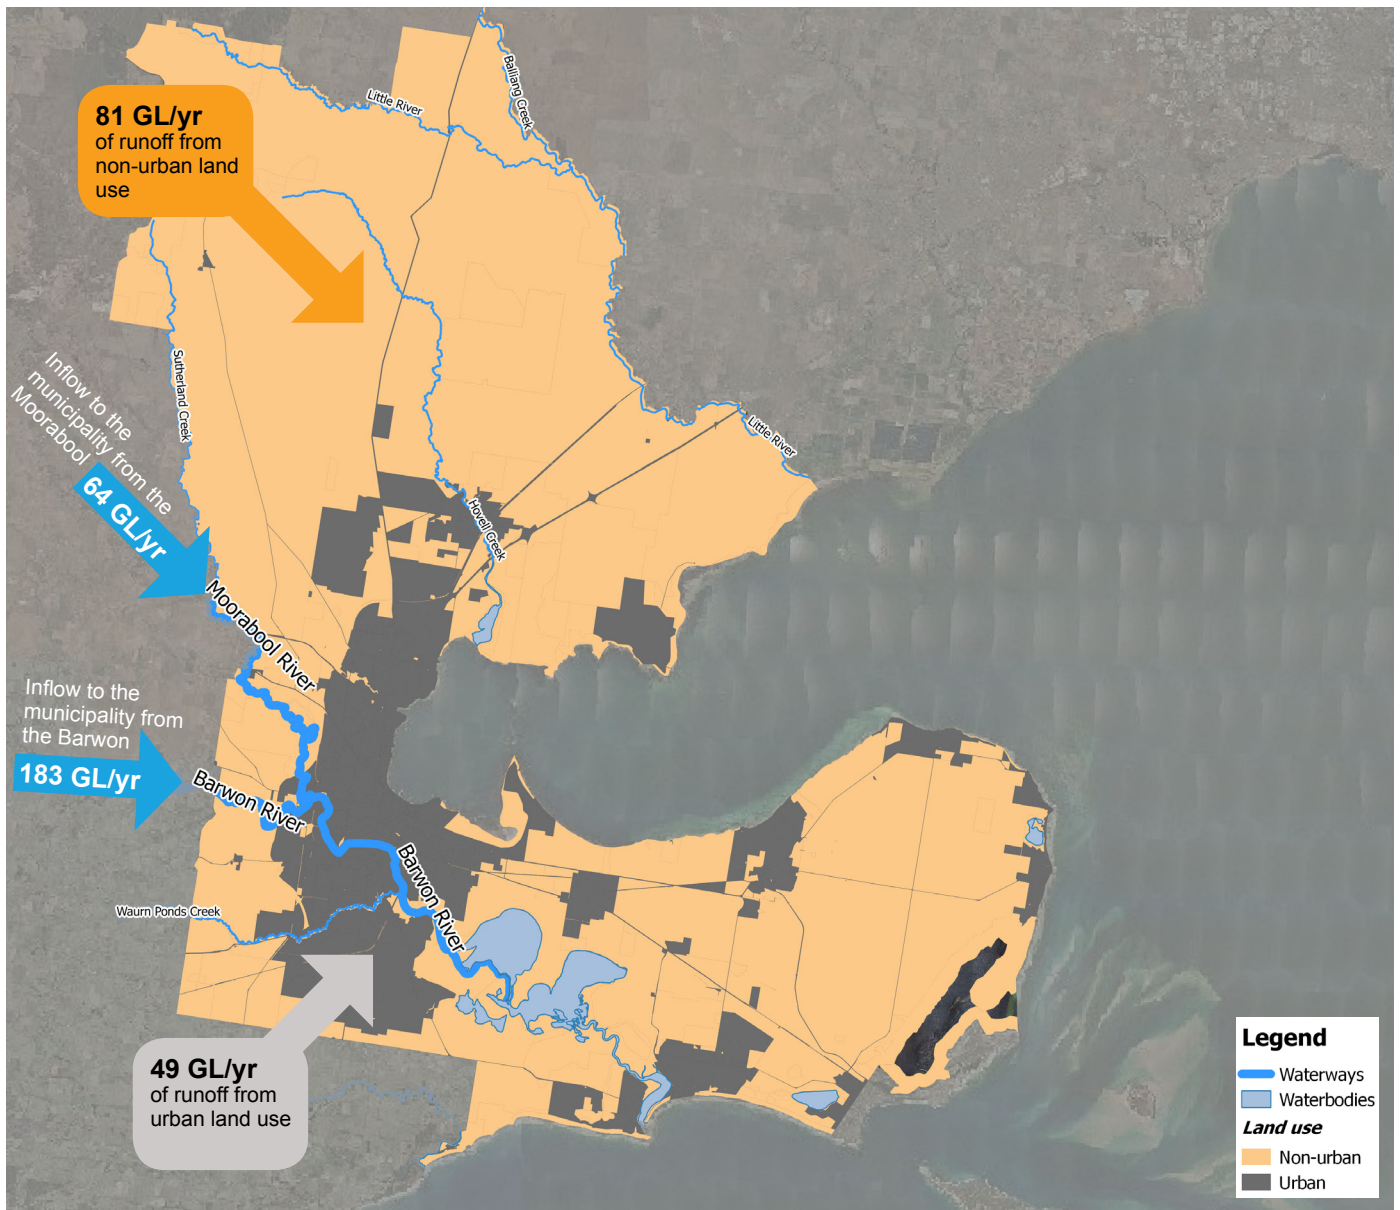 81 GL/yr
of runoff from
non-urban land
use
Little River
Balliang Creek
Sutherland Creek
Inflow to the
municipality from the
Moorabool
64 GL/yr
Little River
Hovell Creek
Moorabool River
Inflow to the
municipality from
the Barwon
183 GL/yr
Barwon River
Barwon River
Waurn Ponds Creek
49 GL/yr
of runoff from
urban land use
Legend
Waterways
Waterbodies
Land use
Non-urban
Urban